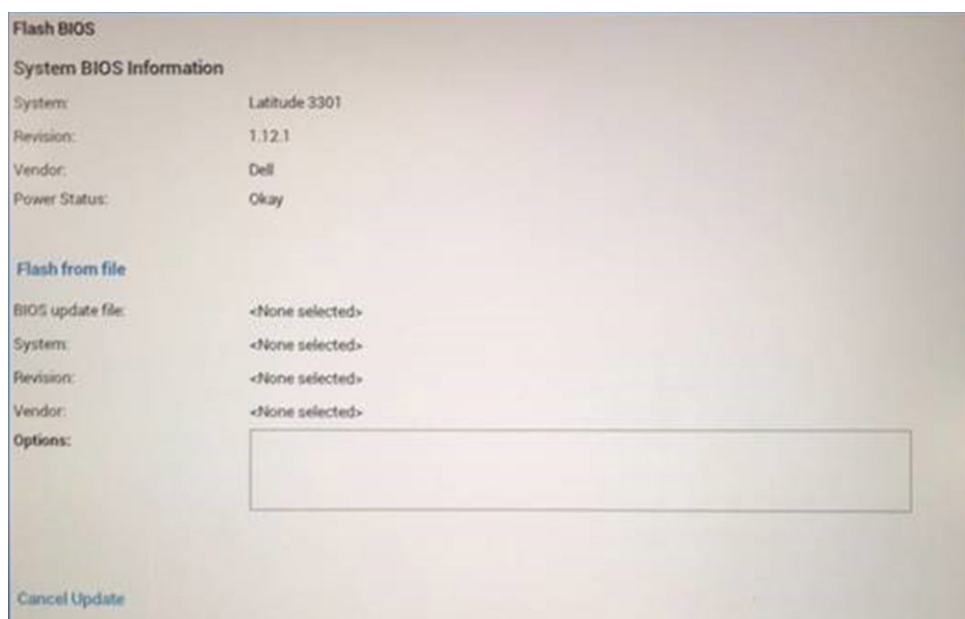 Flash BIOS
System BIOS Information
System: Latitude 3301
Revision: 1.12.1
Vendor: Dell
Power Status: Okay
Flash from file
BIOS update file: <None selected>
System: <None selected>
Revision: <None selected>
Vendor: <None selected>
Options:
Cancel Update